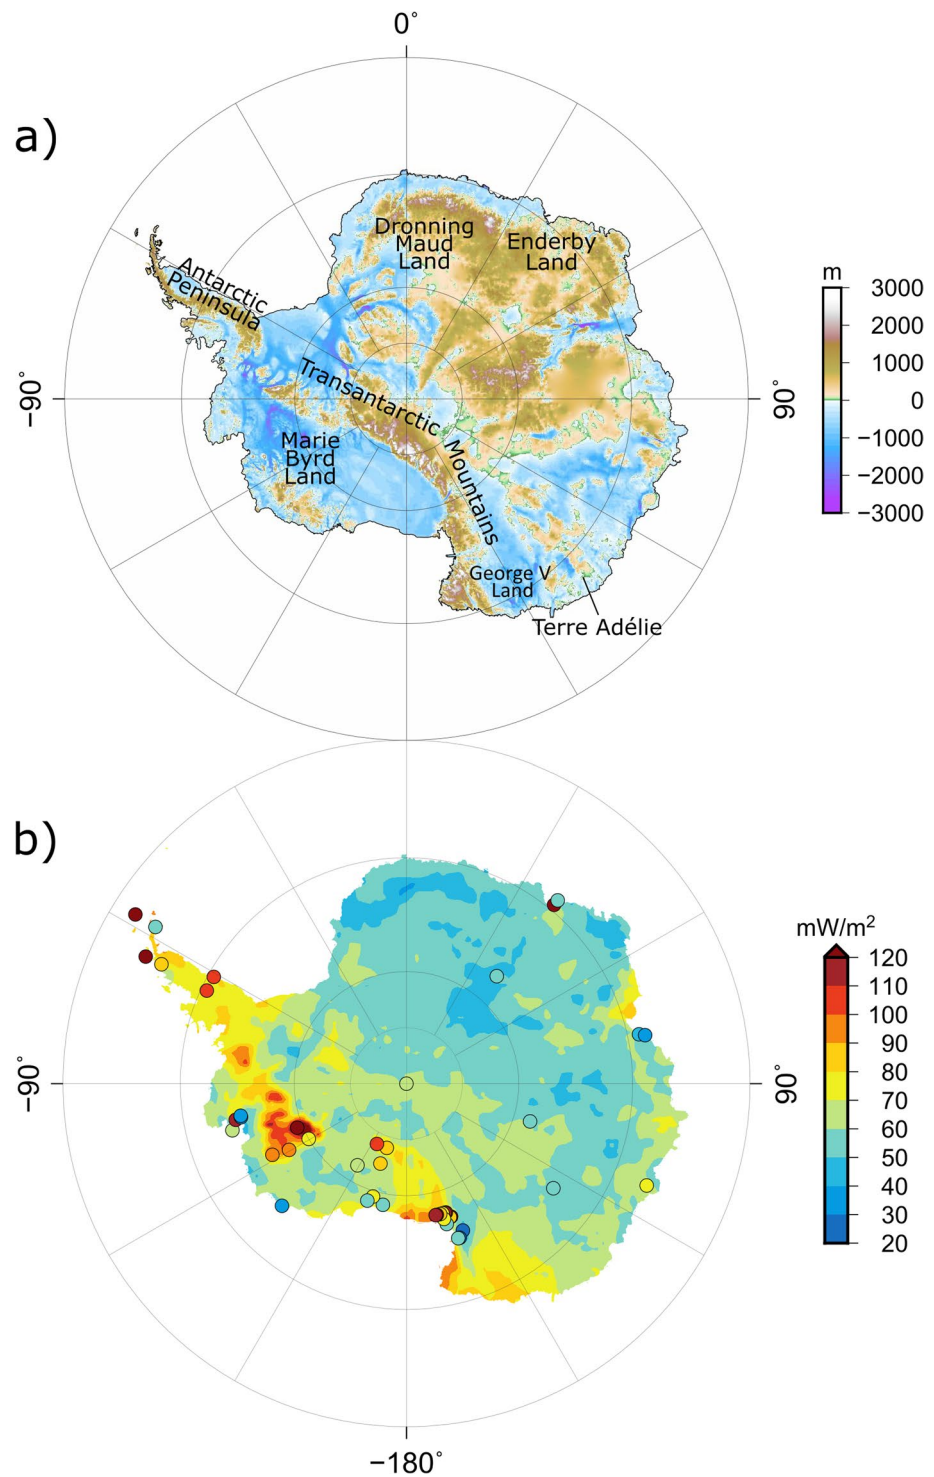 0°
a)
Dronning
Maud
Land
Enderby
Land
Antarctic
Peninsula
m
3000
2000
1000
0
−1000
−2000
−3000
−90°
90°
Transantarctic Mountains
Marie
Byrd
Land
George V
Land
Terre Adélie
b)
mW/m²
120
110
100
90
80
70
60
50
40
30
20
−90°
90°
−180°